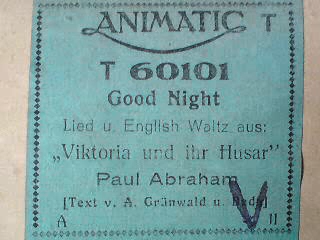 ANIMATIC T
T 60101
Good Night
Lied u. English Waltz aus:
„Viktoria und ihr Husar"
Paul Abraham
[Text v. A. Grünwald u.
A